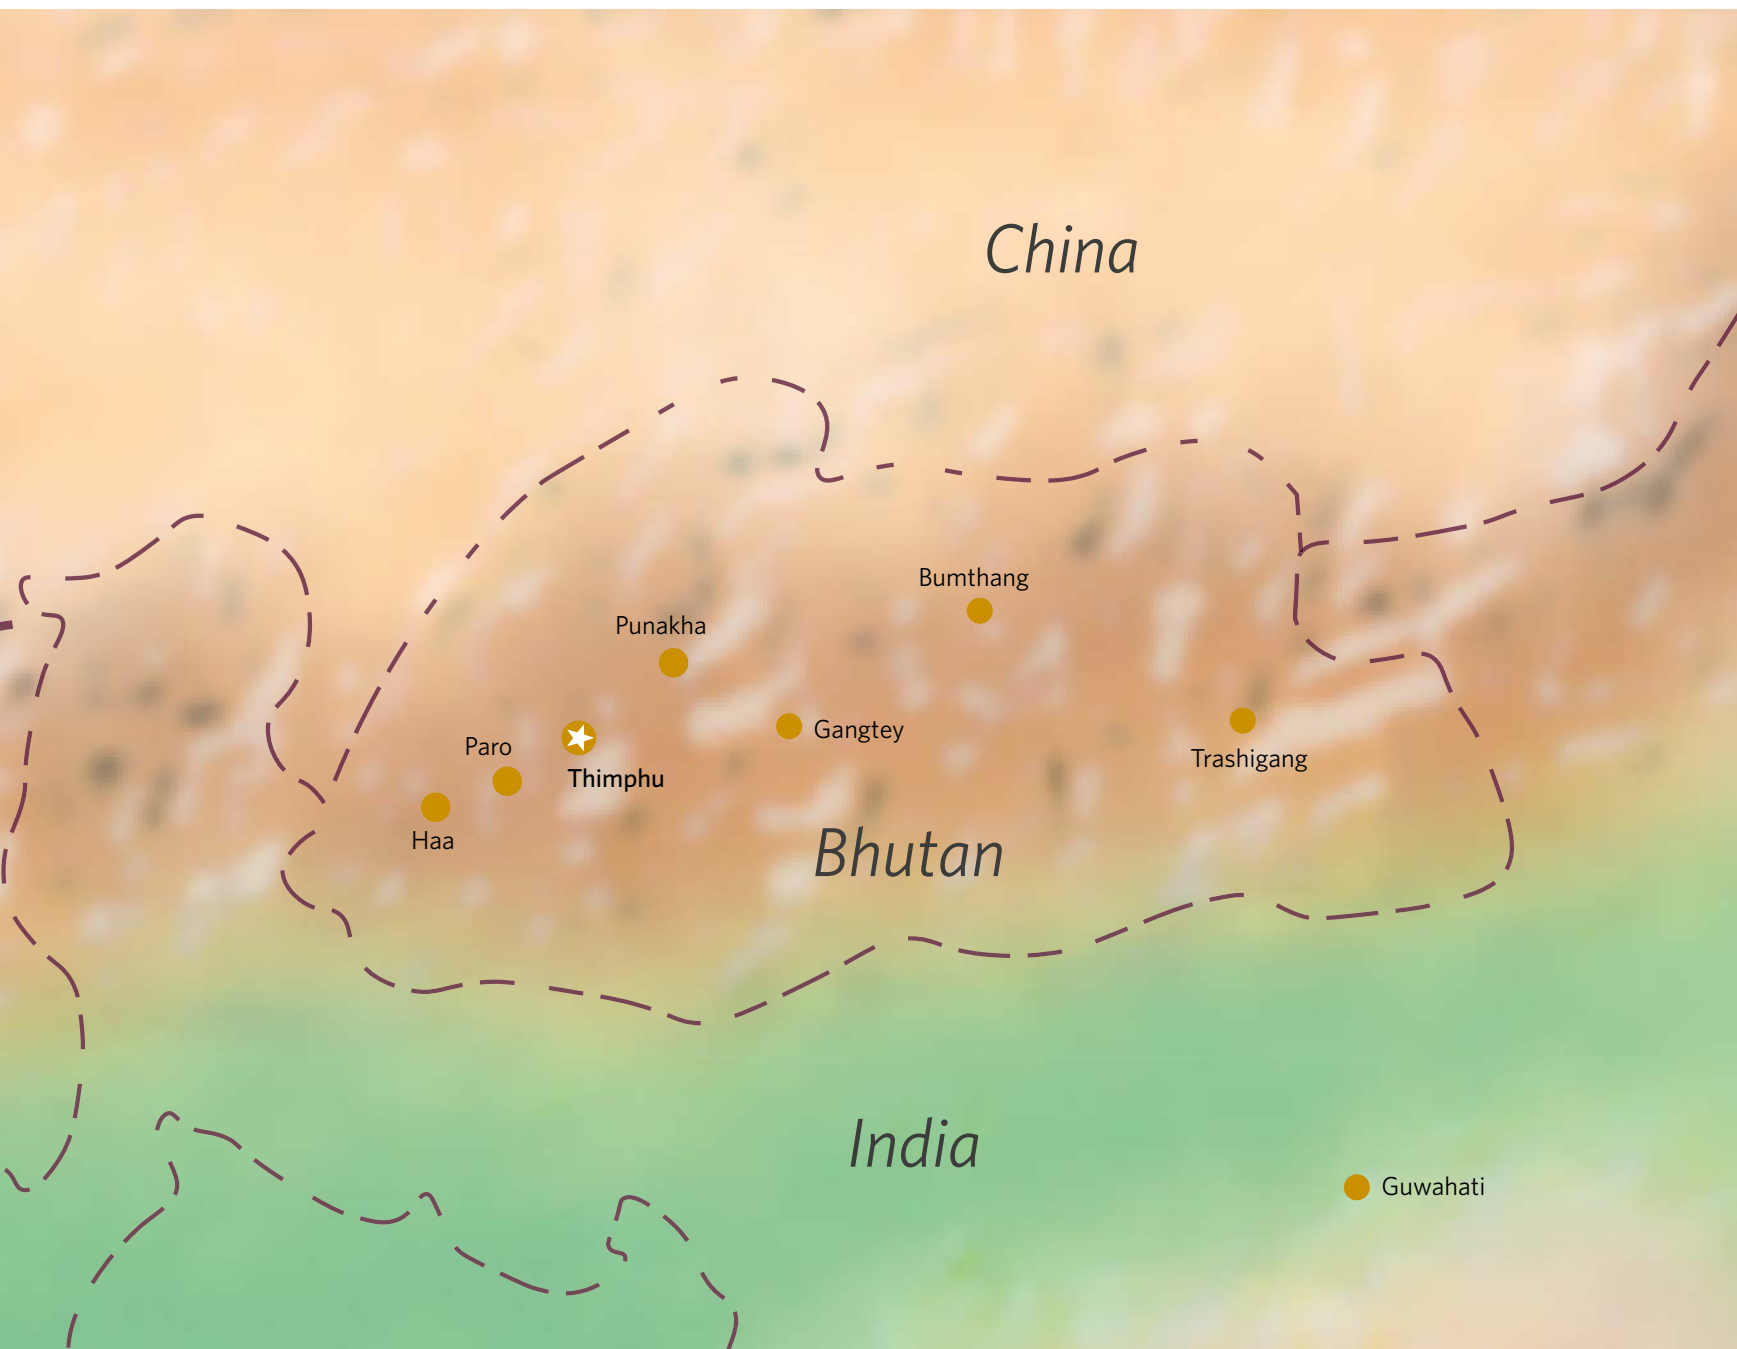 China
Bumthang
Punakha
Gangtey
Paro
Trashigang
Thimphu
Haa
Bhutan
India
Guwahati